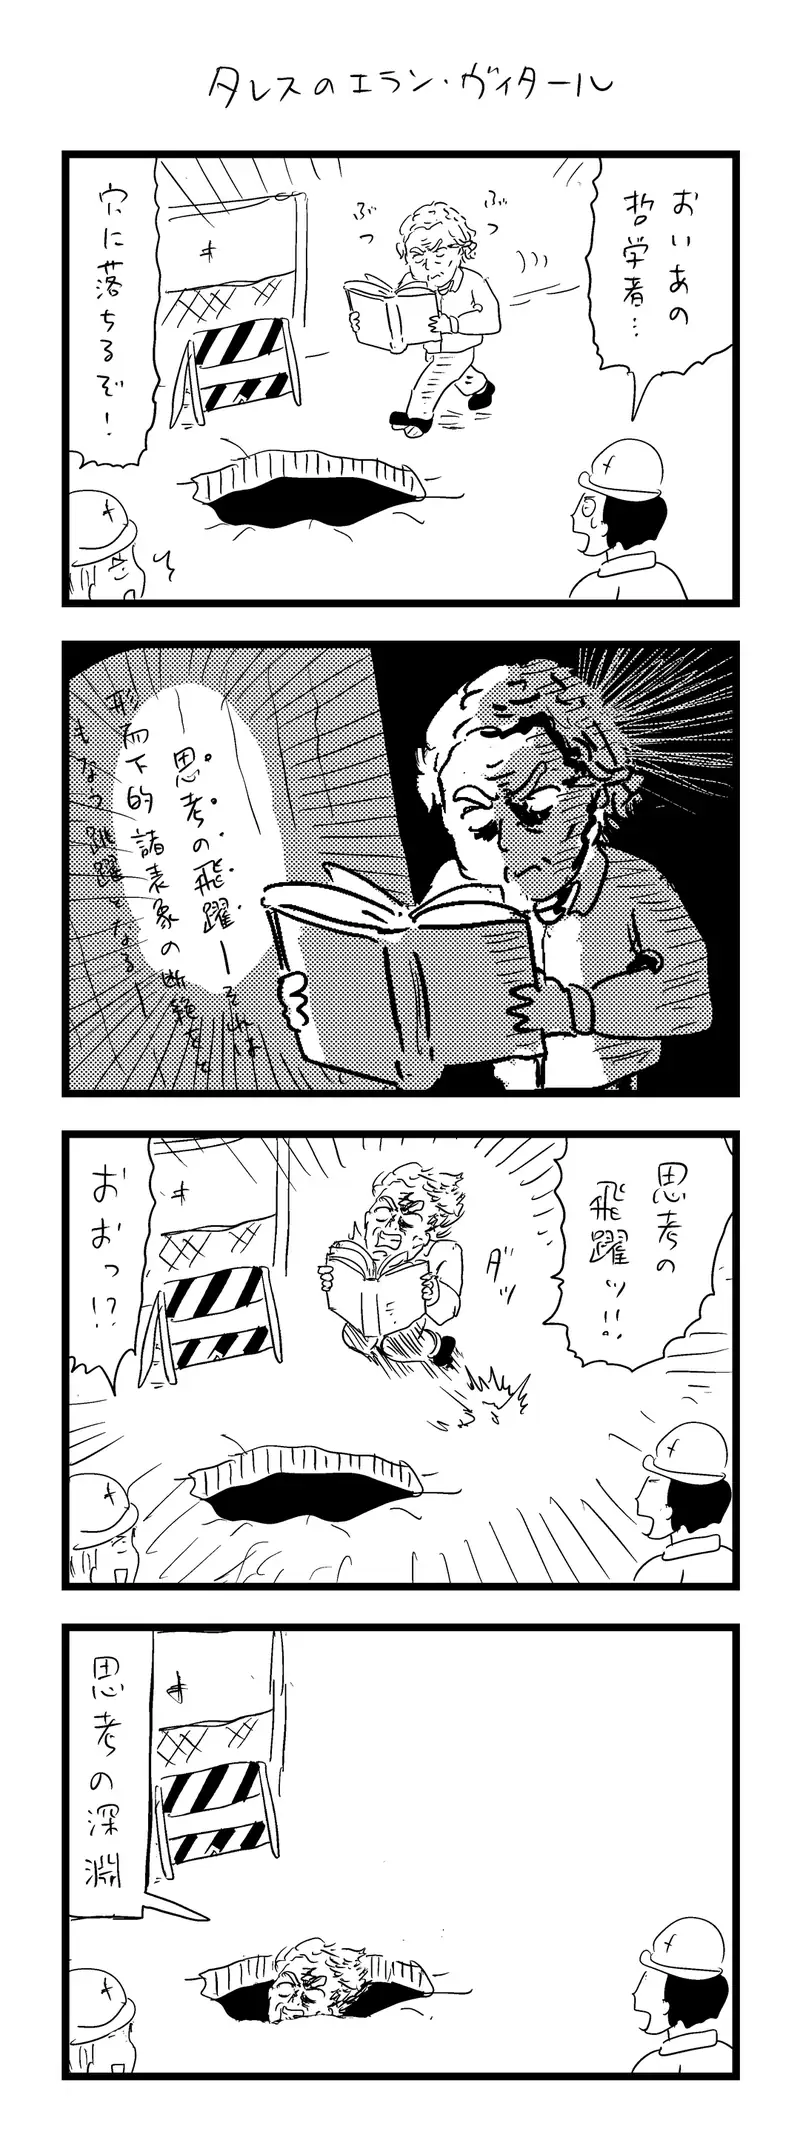 タレスのエラン・ヴィタール
おいあの
哲学者…
ぶつ
ぶつ
穴に落ちるぞ!
思考の飛躍―それは
形而下的諸表象の断絶をと
もなう跳躍となる―
思考の
飛躍ッ!!
ダッ
おおっ!?
思考の深淵